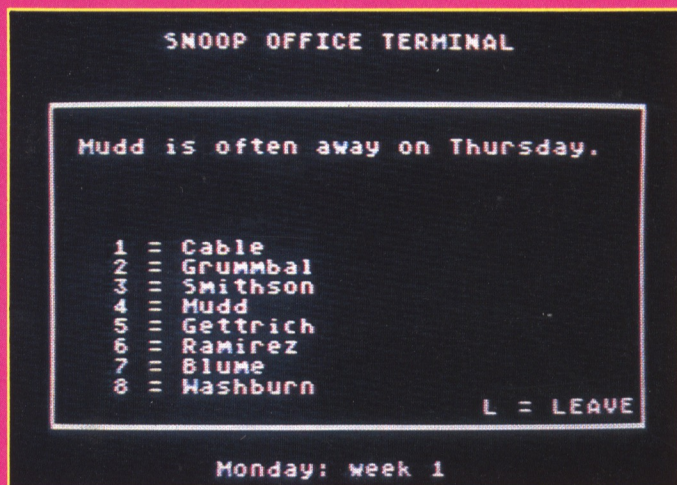 SNOOP OFFICE TERMINAL
Mudd is often away on Thursday.
1 = Cable
2 = Grummbal
3 = Smithson
4 = Mudd
5 = Gettrich
6 = Ramirez
7 = Blume
8 = Washburn
L = LEAVE
Monday: week 1